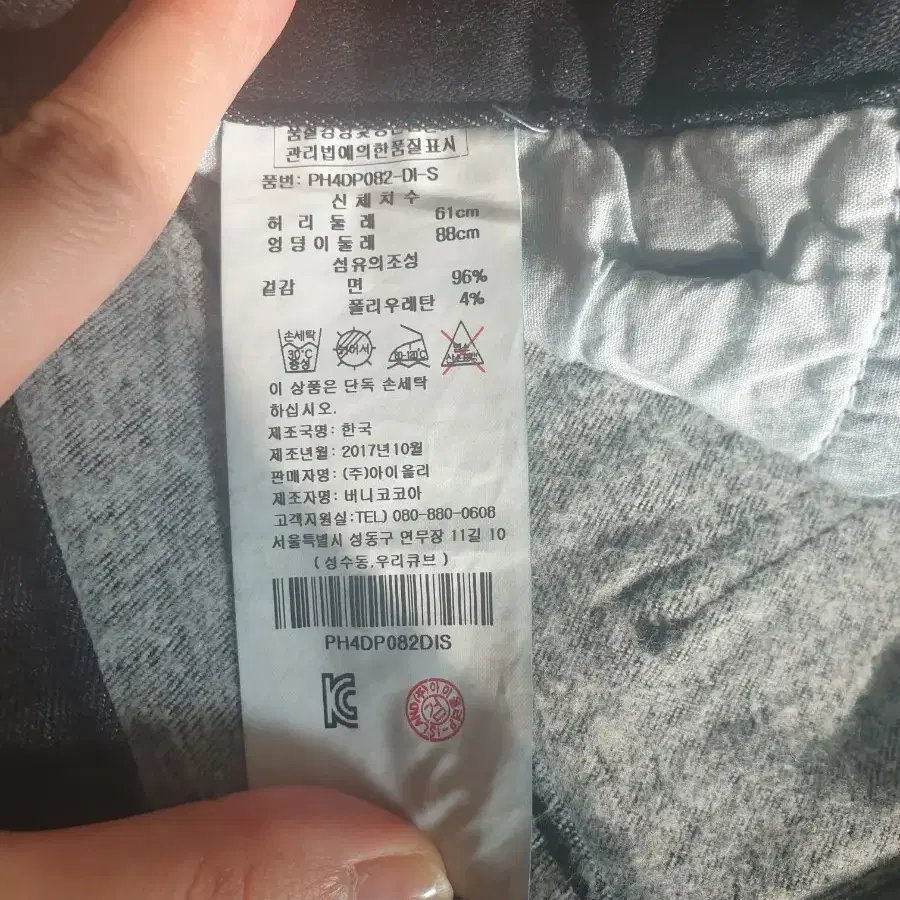 관리법에의한품질표시
품번: PH4DP082-DI-S
신체치수
허리둘레 61cm
엉덩이둘레 88cm
섬유의조성
겉감 면 96%
폴리우레탄 4%
손세탁
30℃
중성
이 상품은 단독 손세탁
하십시오.
제조국명: 한국
제조년월: 2017년10월
판매자명: (주)아이올리
제조자명: 버니코코아
고객지원실:TEL) 080-880-0608
서울특별시 성동구 연무장 11길 10
(성수동,우리큐브)
PH4DP082DIS